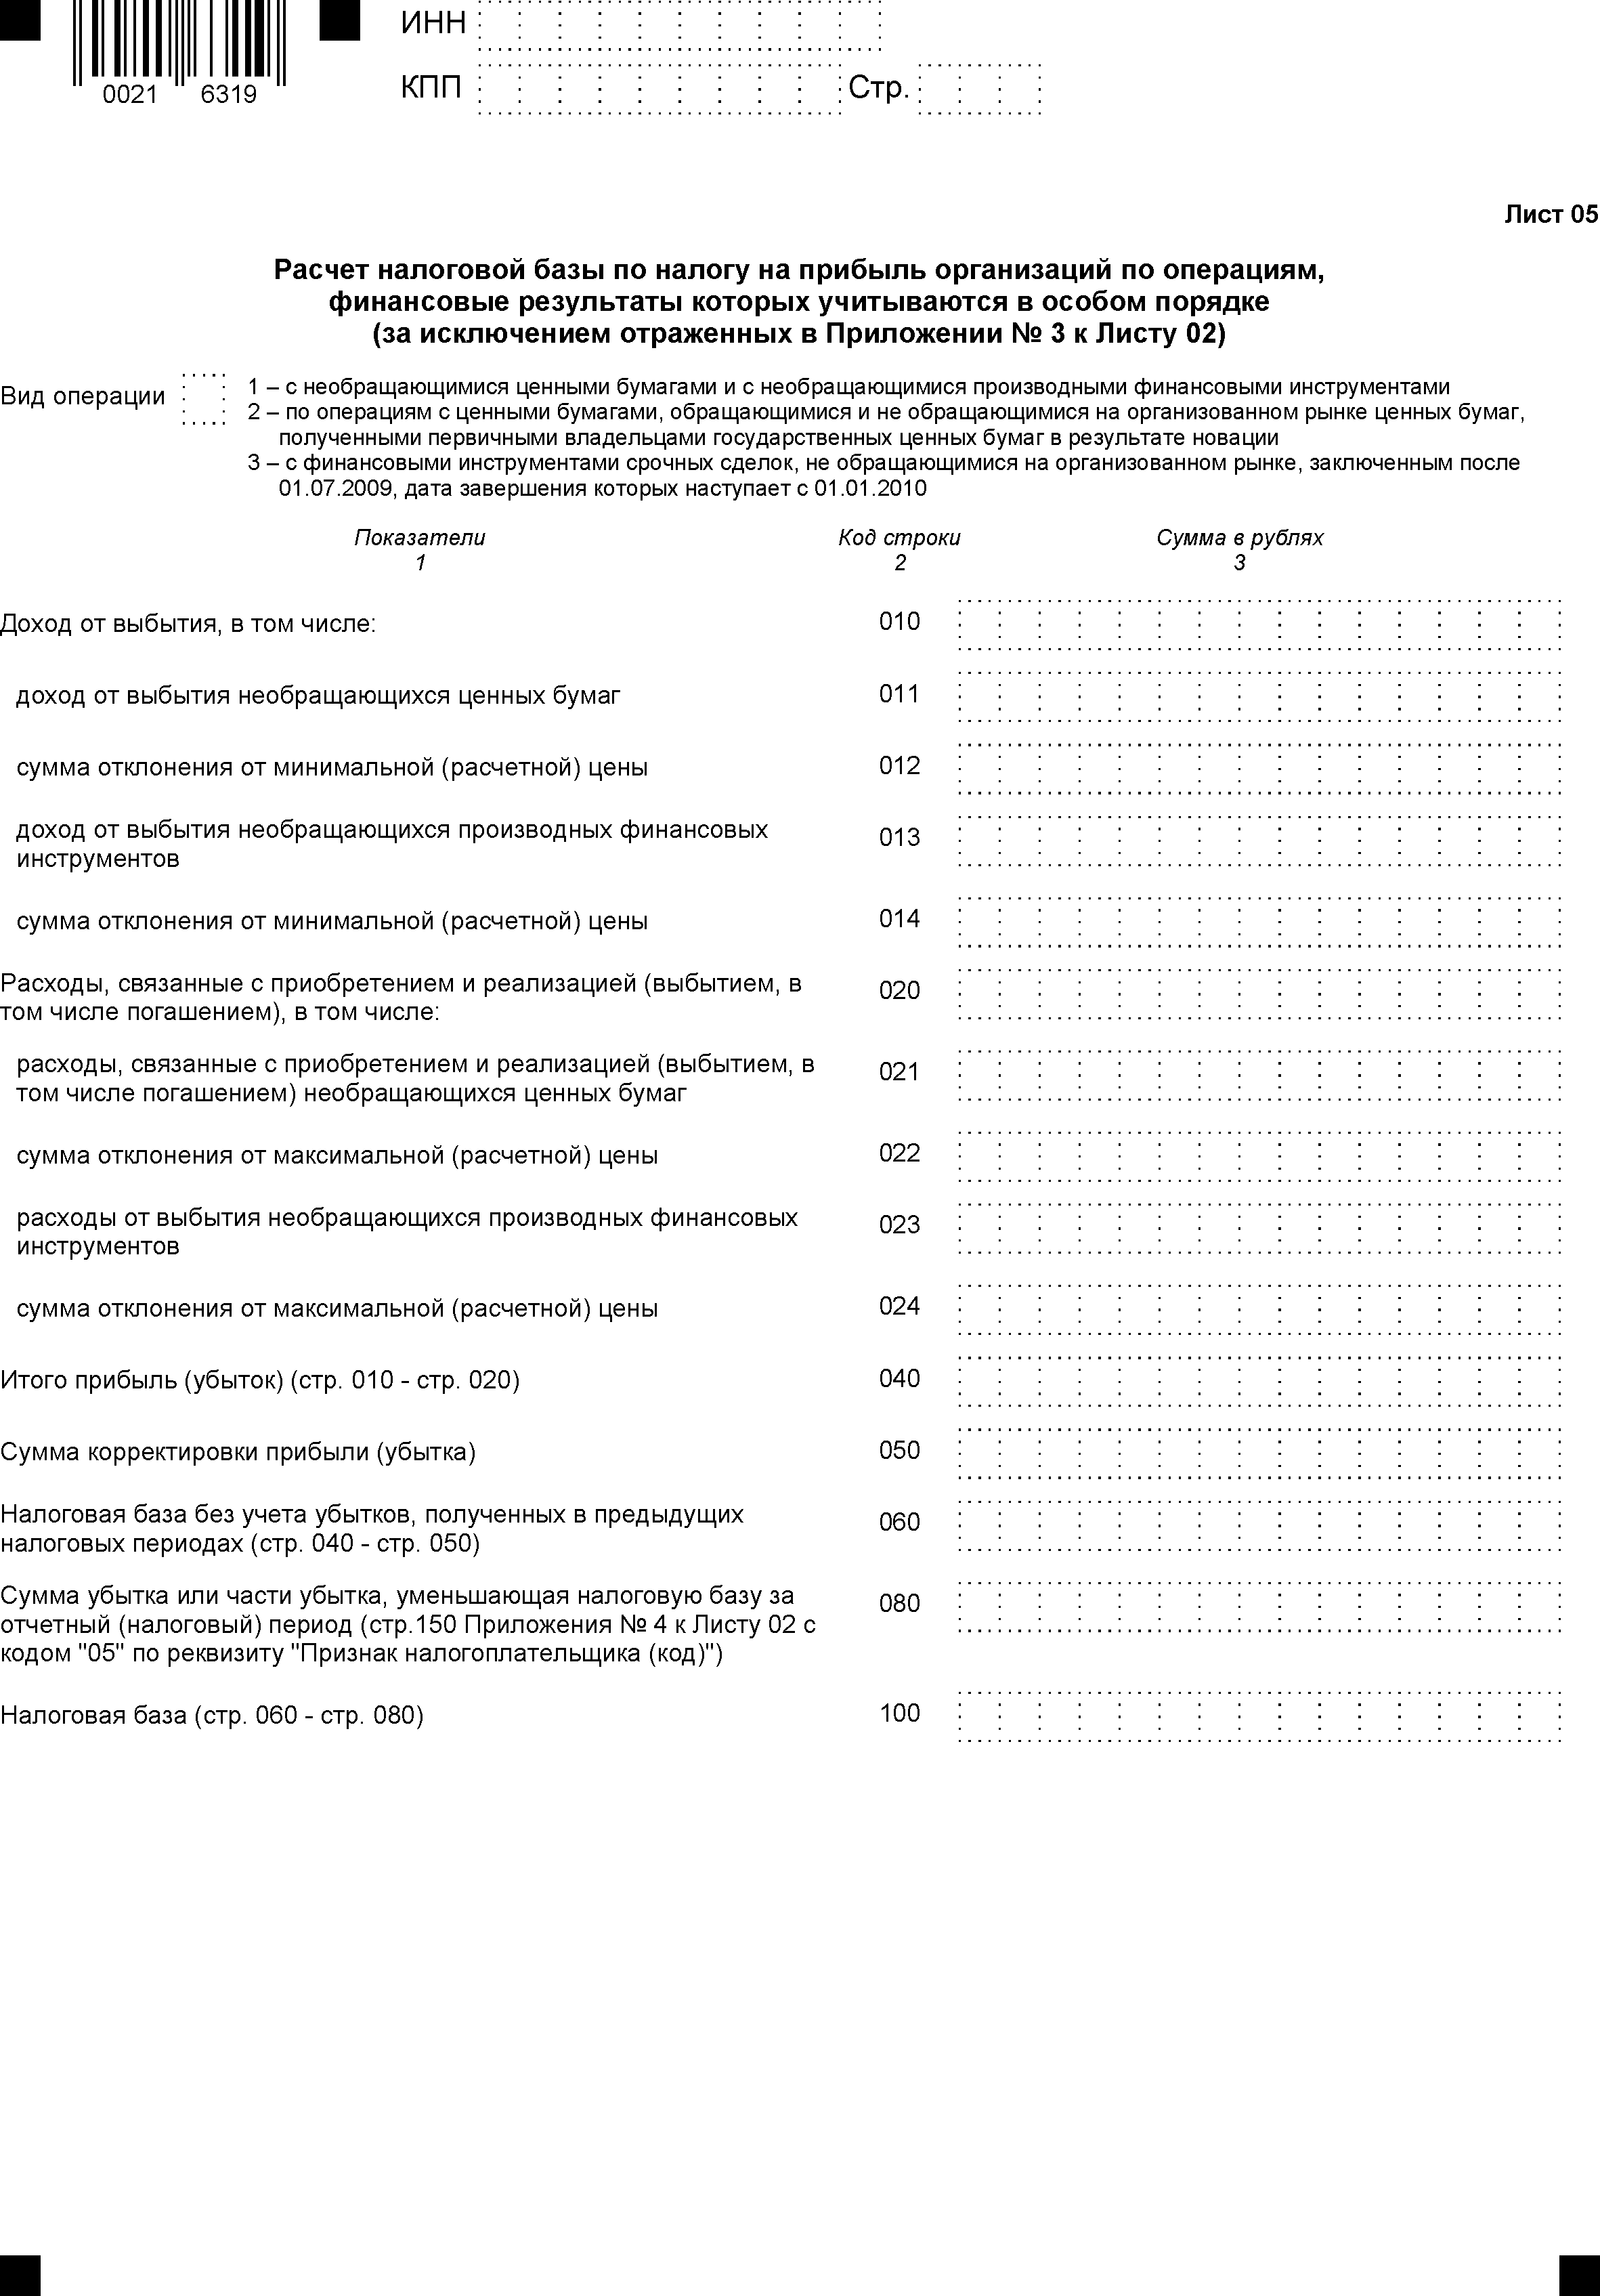 ИНН
0021 6319
КПП Стр.
Лист 05
Расчет налоговой базы по налогу на прибыль организаций по операциям,
финансовые результаты которых учитываются в особом порядке
(за исключением отраженных в Приложении № 3 к Листу 02)
Вид операции
1 – с необращающимися ценными бумагами и с необращающимися производными финансовыми инструментами
2 – по операциям с ценными бумагами, обращающимися и не обращающимися на организованном рынке ценных бумаг,
полученными первичными владельцами государственных ценных бумаг в результате новации
3 – с финансовыми инструментами срочных сделок, не обращающимися на организованном рынке, заключенным после
01.07.2009, дата завершения которых наступает с 01.01.2010
Показатели Код строки Сумма в рублях
1 2 3
Доход от выбытия, в том числе: 010
доход от выбытия необращающихся ценных бумаг 011
сумма отклонения от минимальной (расчетной) цены 012
доход от выбытия необращающихся производных финансовых
инструментов 013
сумма отклонения от минимальной (расчетной) цены 014
Расходы, связанные с приобретением и реализацией (выбытием, в
том числе погашением), в том числе: 020
расходы, связанные с приобретением и реализацией (выбытием, в
том числе погашением) необращающихся ценных бумаг 021
сумма отклонения от максимальной (расчетной) цены 022
расходы от выбытия необращающихся производных финансовых
инструментов 023
сумма отклонения от максимальной (расчетной) цены 024
Итого прибыль (убыток) (стр. 010 - стр. 020) 040
Сумма корректировки прибыли (убытка) 050
Налоговая база без учета убытков, полученных в предыдущих
налоговых периодах (стр. 040 - стр. 050) 060
Сумма убытка или части убытка, уменьшающая налоговую базу за 080
отчетный (налоговый) период (стр.150 Приложения № 4 к Листу 02 с
кодом "05" по реквизиту "Признак налогоплательщика (код)")
Налоговая база (стр. 060 - стр. 080) 100